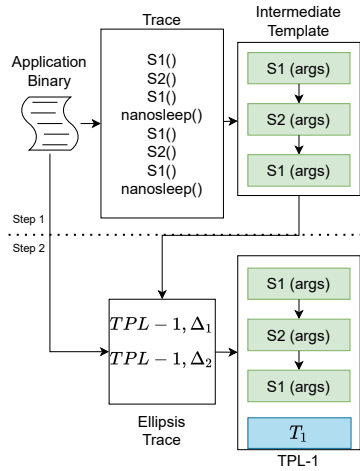 Trace
Intermediate
Template
Application
Binary
S1()
S2()
S1()
nanosleep()
S1()
S2()
S1()
nanosleep()
S1 (args)
S2 (args)
S1 (args)
Step 1
Step 2
TPL − 1, Δ₁
TPL − 1, Δ₂
Ellipsis
Trace
S1 (args)
S2 (args)
S1 (args)
T₁
TPL-1